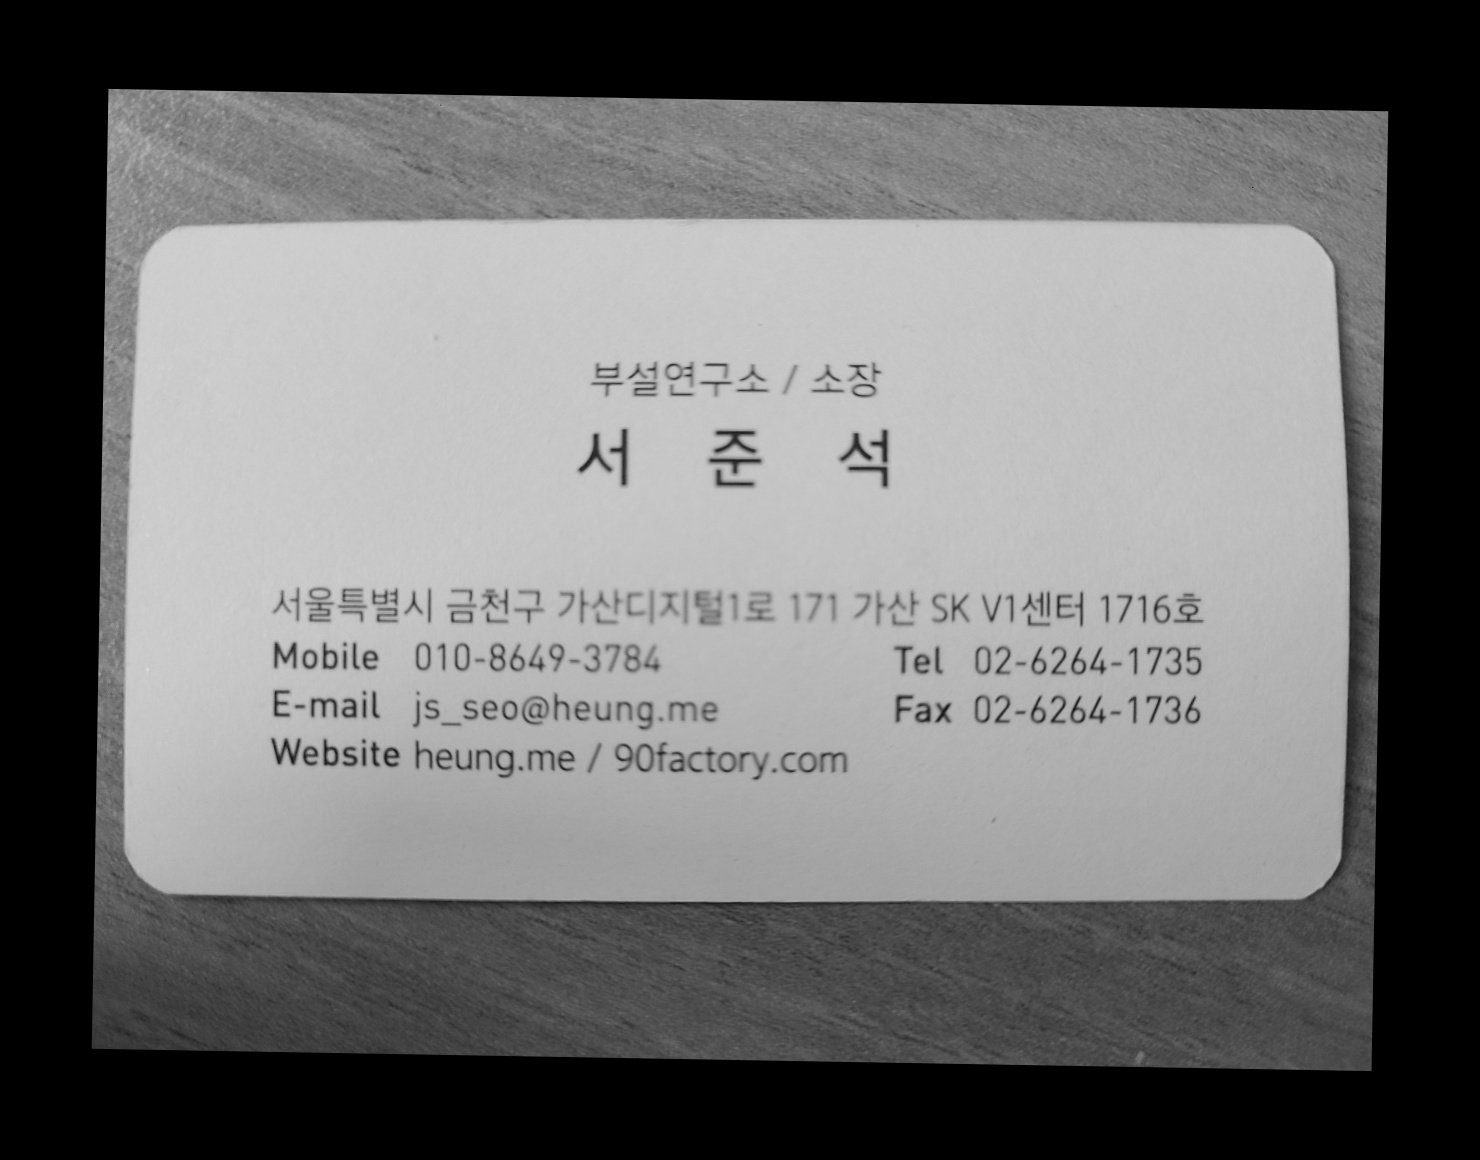 부설연구소 / 소장
서 준 석
서울특별시 금천구 가산디지털1로 171 가산 SK V1센터 1716호
Mobile 010-8649-3784 Tel 02-6264-1735
E-mail js_seo@heung.me Fax 02-6264-1736
Website heung.me / 90factory.com